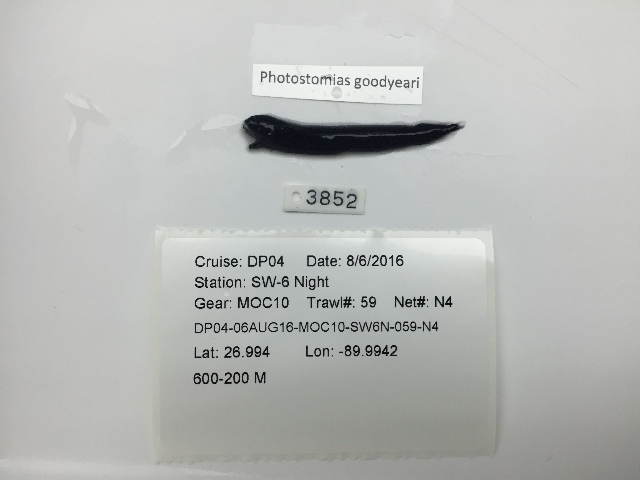 Photostomias goodyeari
3852
Cruise: DP04 Date: 8/6/2016
Station: SW-6 Night
Gear: MOC10 Trawl#: 59 Net#: N4
DP04-06AUG16-MOC10-SW6N-059-N4
Lat: 26.994 Lon: -89.9942
600-200 M